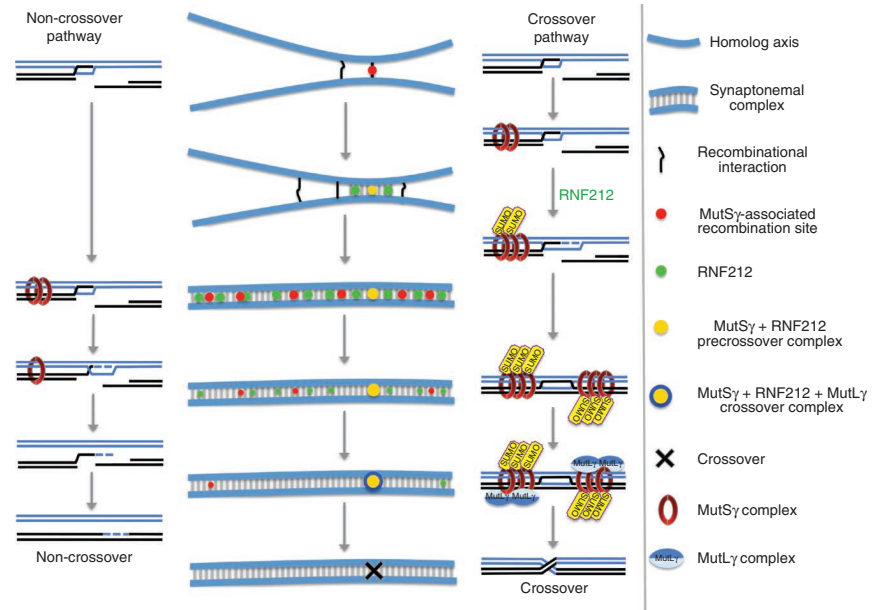 Non-crossover
pathway
Non-crossover
Crossover
pathway
RNF212
SUMO
SUMO
SUMO
SUMO
SUMO
SUMO
SUMO
SUMO
SUMO
SUMO
SUMO
MutLγ
MutLγ
MutLγ
MutLγ
SUMO
SUMO
SUMO
Crossover
Homolog axis
Synaptonemal
complex
Recombinational
interaction
MutSγ-associated
recombination site
RNF212
MutSγ + RNF212
precrossover complex
MutSγ + RNF212 + MutLγ
crossover complex
Crossover
MutSγ complex
MutLγ
MutLγ complex